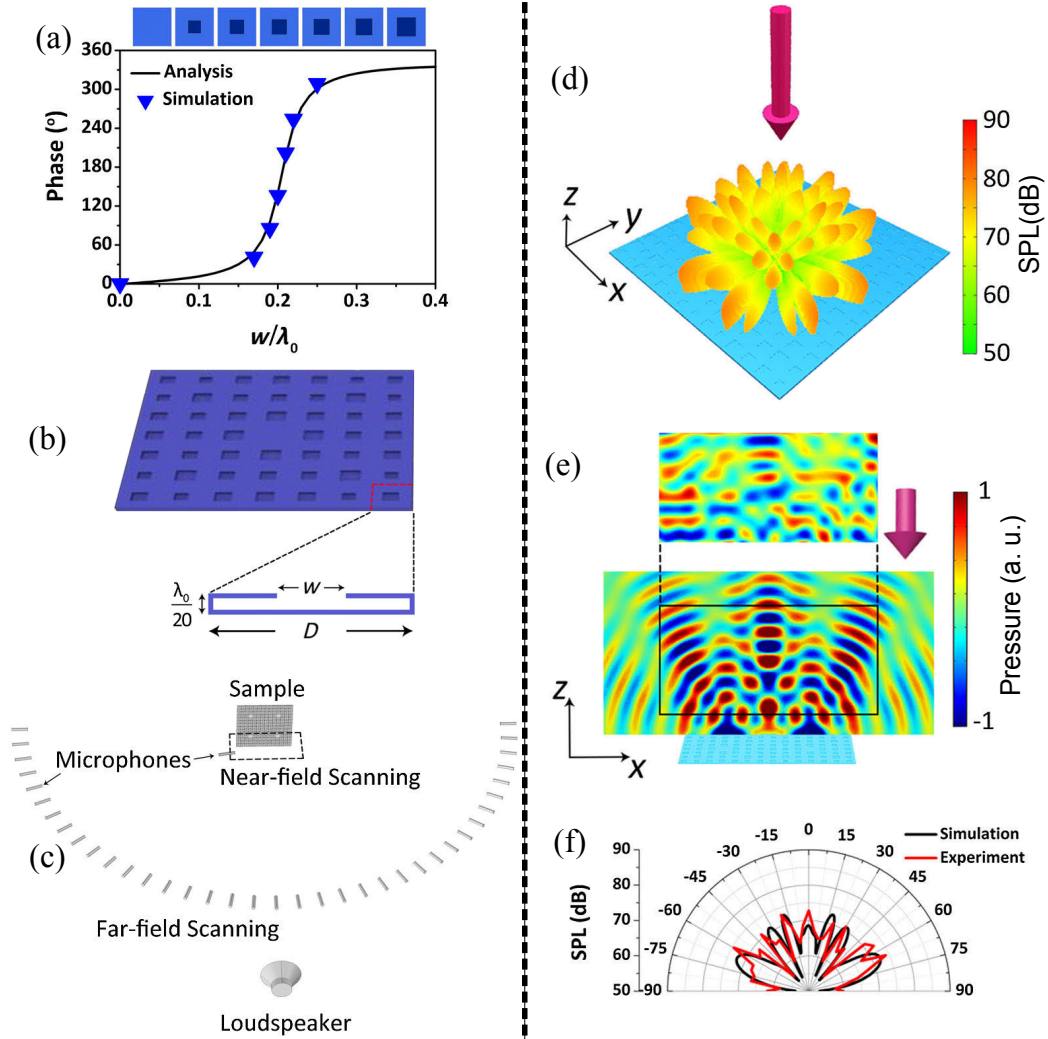 (a)
360
300
240
180
120
60
0
Phase (°)
Analysis
Simulation
0.0 0.1 0.2 0.3 0.4
w/λ₀
(b)
λ₀
20
w
D
Sample
Microphones
Near-field Scanning
(c)
Far-field Scanning
Loudspeaker
(d)
z
y
x
90
80
70
60
50
SPL(dB)
(e)
1
-1
Pressure (a. u.)
z
x
(f)
Simulation
Experiment
SPL (dB)
90
80
70
60
50
-90
-75
-60
-45
-30
-15
0
15
30
45
60
75
90